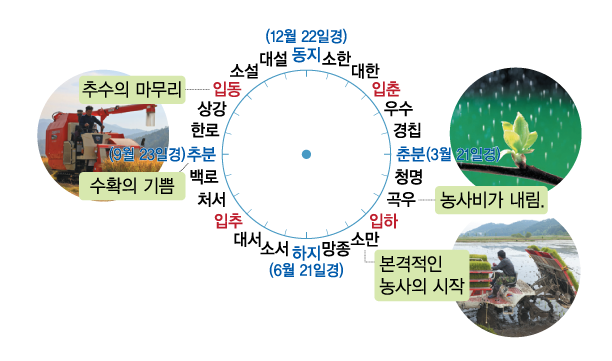 (12월 22일경)
동지
소한
대한
입춘
우수
경칩
춘분(3월 21일경)
청명
곡우
입하
소만
망종
하지
(6월 21일경)
소서
대서
입추
처서
백로
(9월 23일경)추분
한로
상강
입동
소설
대설
추수의 마무리
수확의 기쁨
농사비가 내림.
본격적인
농사의 시작